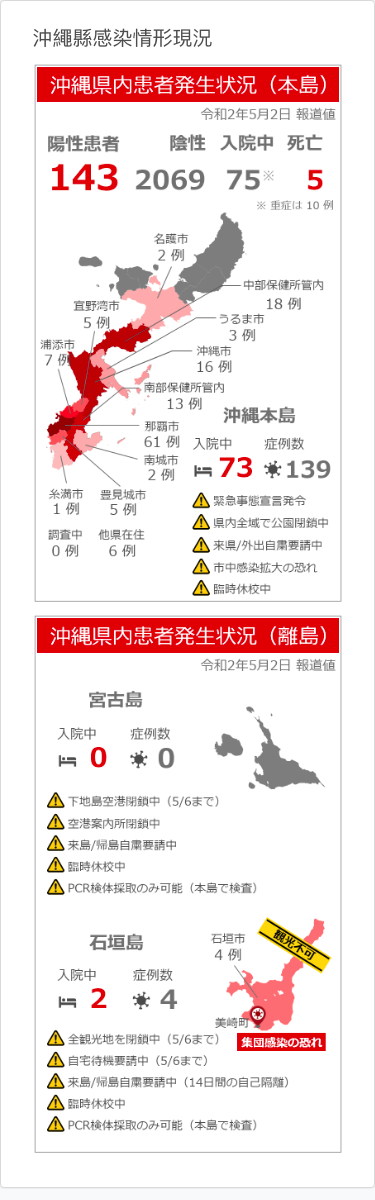 沖繩縣感染情形現況
沖縄県内患者発生状況（本島）
令和2年5月2日 報道値
陽性患者 陰性 入院中 死亡
143 2069 75※ 5
※ 重症は 10 例
名護市
2 例
中部保健所管内
18 例
宜野湾市
5 例
うるま市
3 例
浦添市
7 例
沖縄市
16 例
南部保健所管内
13 例
沖縄本島
那覇市
61 例
入院中 症例数
73 139
南城市
2 例
糸満市
1 例
豊見城市
5 例
調査中
0 例
他県在住
6 例
緊急事態宣言発令
県内全域で公園閉鎖中
来県/外出自粛要請中
市中感染拡大の恐れ
臨時休校中
沖縄県内患者発生状況（離島）
令和2年5月2日 報道値
宮古島
入院中 症例数
0 0
下地島空港閉鎖中（5/6まで）
空港案内所閉鎖中
来島/帰島自粛要請中
臨時休校中
PCR検体採取のみ可能（本島で検査）
石垣島
入院中 症例数
2 4
石垣市
4 例
観光不可
美崎町
集団感染の恐れ
全観光地を閉鎖中（5/6まで）
自宅待機要請中（5/6まで）
来島/帰島自粛要請中（14日間の自己隔離）
臨時休校中
PCR検体採取のみ可能（本島で検査）